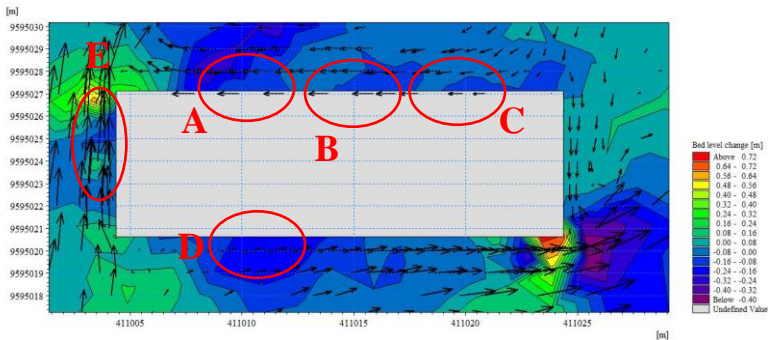 [m]
9595030
9595029
9595028
9595027
9595026
9595025
9595024
9595023
9595022
9595021
9595020
9595019
9595018
E
A
B
C
D
411005 411010 411015 411020 411025
[m]
Bed level change [m]
Above 0.72
0.64 - 0.72
0.56 - 0.64
0.48 - 0.56
0.40 - 0.48
0.32 - 0.40
0.24 - 0.32
0.16 - 0.24
0.08 - 0.16
0.00 - 0.08
-0.08 - 0.00
-0.16 - -0.08
-0.24 - -0.16
-0.32 - -0.24
-0.40 - -0.32
Below -0.40
Undefined Value